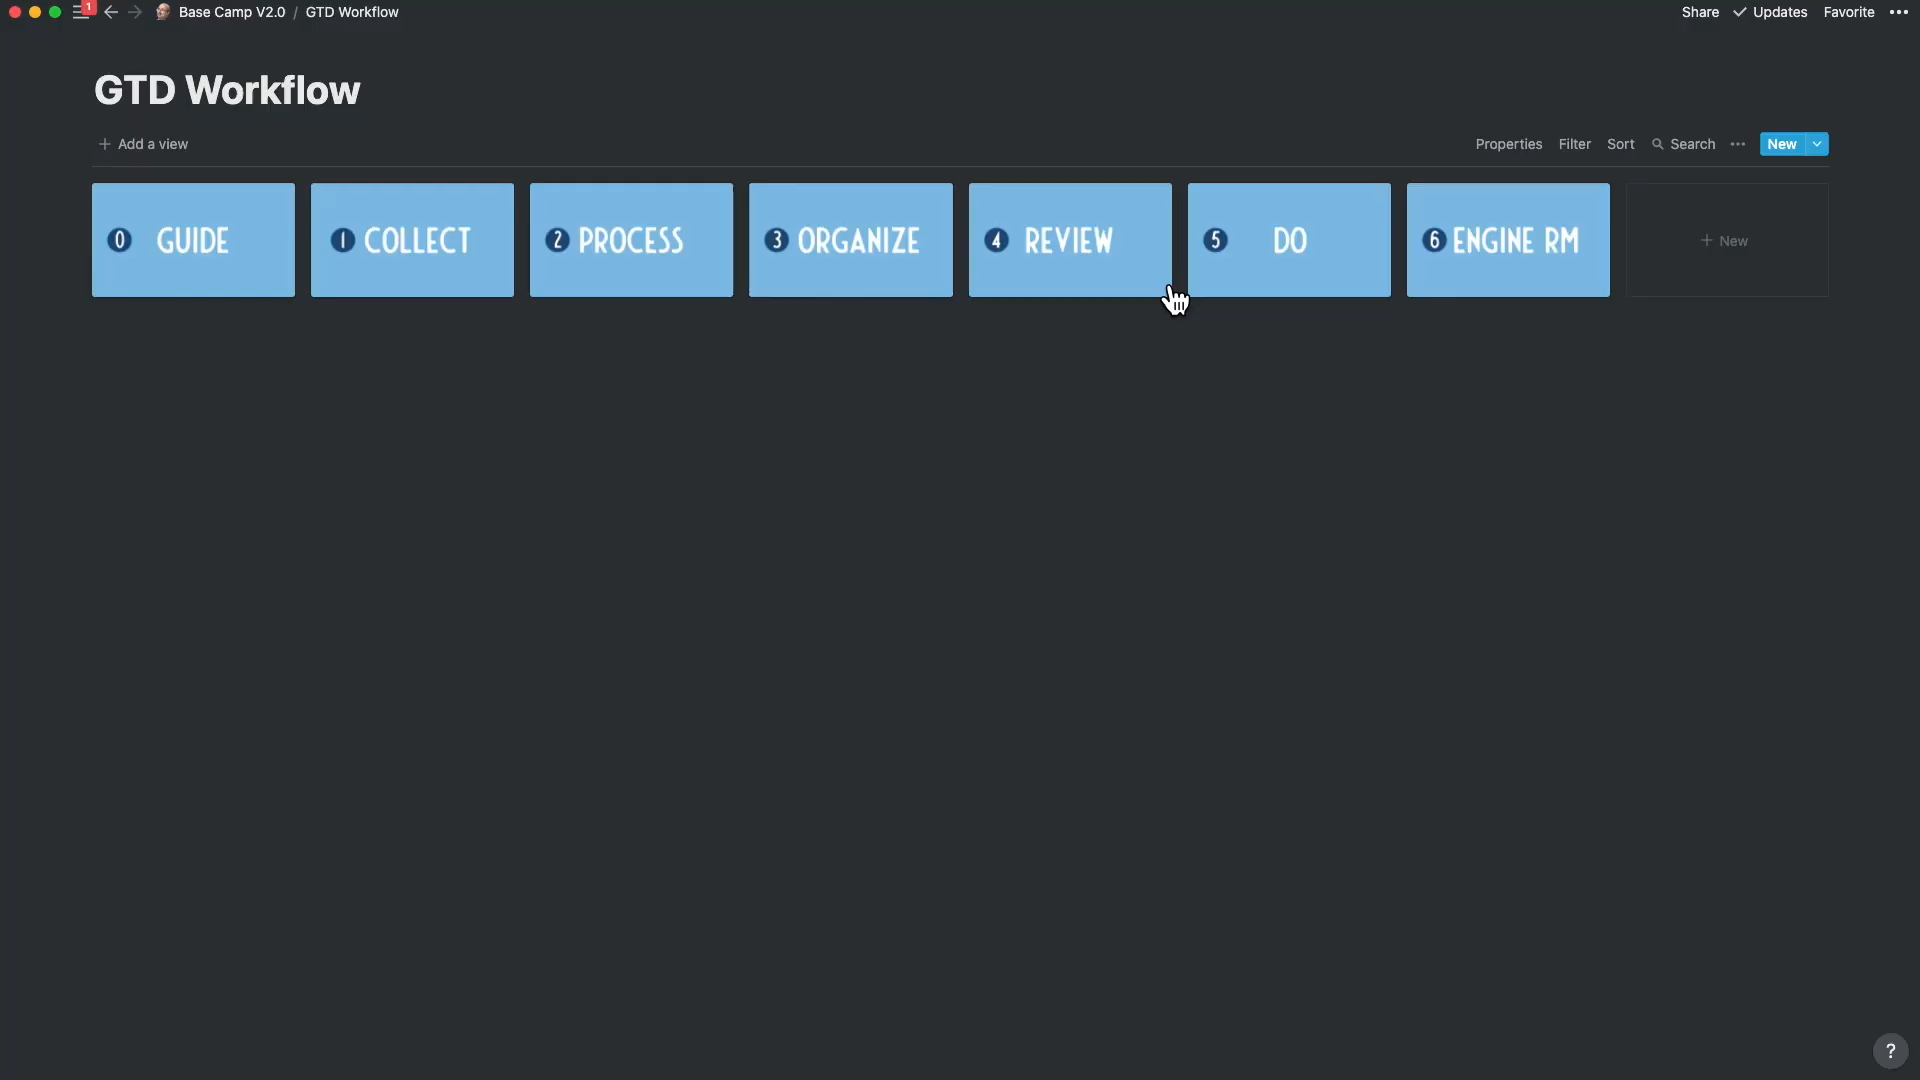 1
Base Camp V2.0 / GTD Workflow
Share Updates Favorite
GTD Workflow
Add a view
Properties Filter Sort Search New
0 GUIDE
1 COLLECT
2 PROCESS
3 ORGANIZE
4 REVIEW
5 DO
6 ENGINE RM
New
?